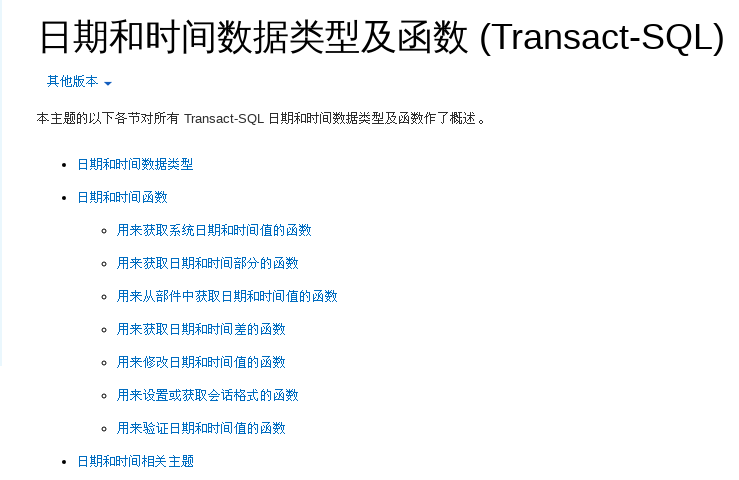 日期和时间数据类型及函数 (Transact-SQL)
其他版本
本主题的以下各节对所有 Transact-SQL 日期和时间数据类型及函数作了概述。
日期和时间数据类型
日期和时间函数
用来获取系统日期和时间值的函数
用来获取日期和时间部分的函数
用来从部件中获取日期和时间值的函数
用来获取日期和时间差的函数
用来修改日期和时间值的函数
用来设置或获取会话格式的函数
用来验证日期和时间值的函数
日期和时间相关主题